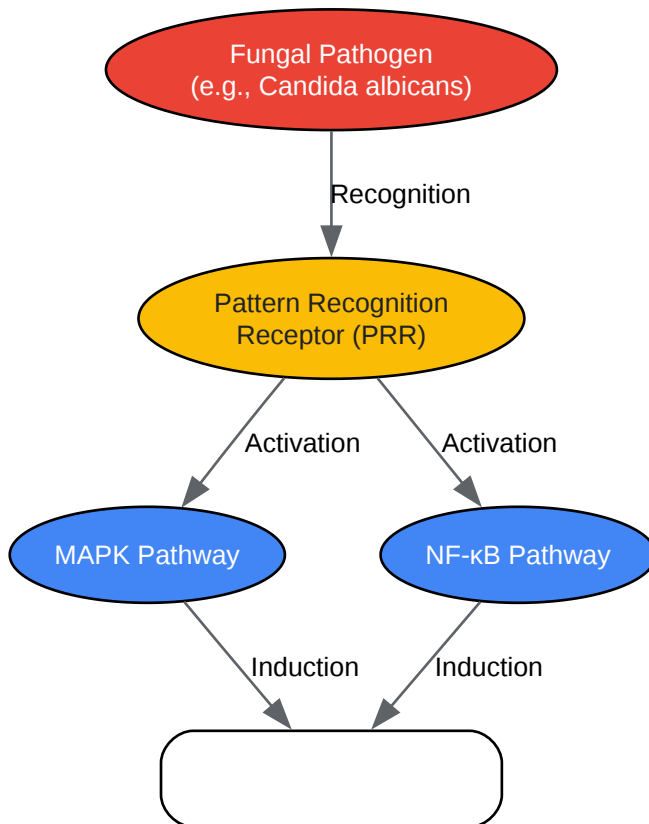 Fungal Pathogen
(e.g., Candida albicans)
Recognition
Pattern Recognition
Receptor (PRR)
Activation
Activation
MAPK Pathway
NF-κB Pathway
Induction
Induction